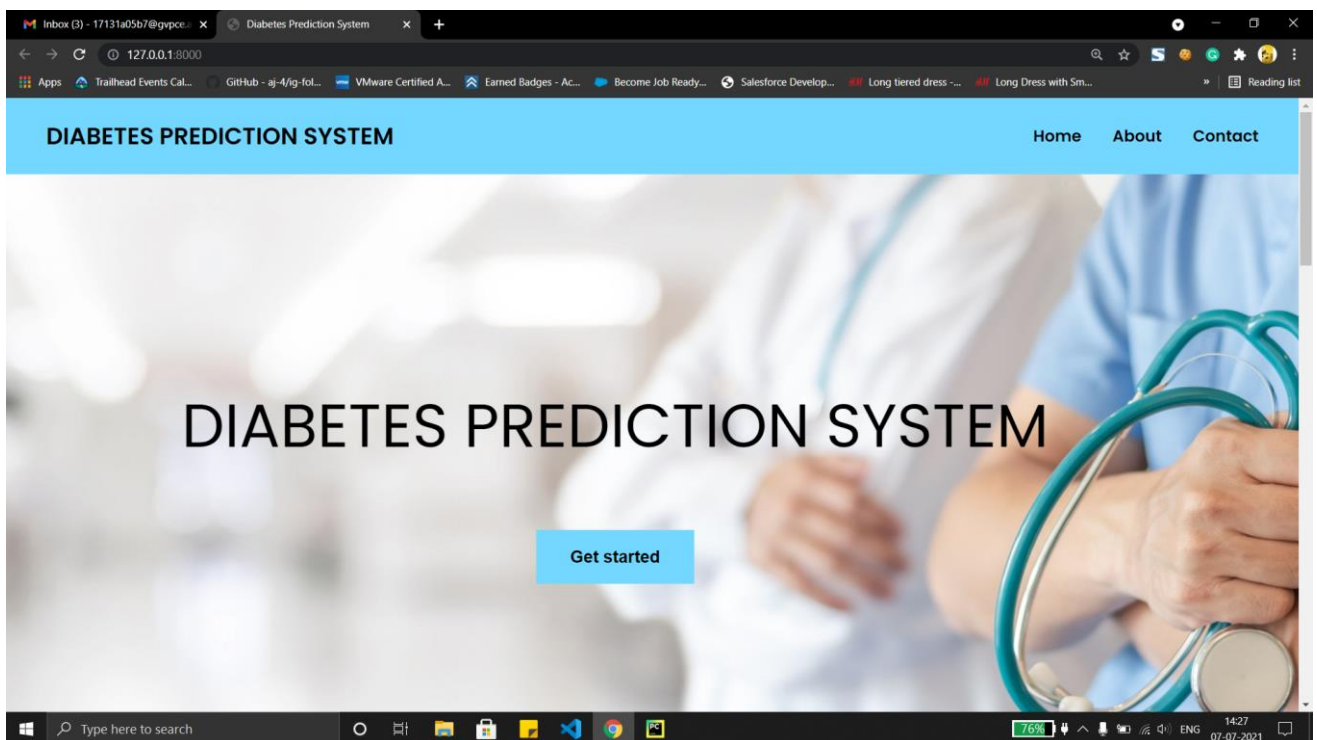 Inbox (3) - 17131a05b7@gvpce.a
Diabetes Prediction System
127.0.0.1:8000
Apps
Trailhead Events Cal...
GitHub - aj-4/ig-fol...
VMware Certified A...
Earned Badges - Ac...
Become Job Ready...
Salesforce Develop...
Long tiered dress -...
Long Dress with Sm...
»
Reading list
DIABETES PREDICTION SYSTEM
Home
About
Contact
DIABETES PREDICTION SYSTEM
Get started
Type here to search
PC
76%
ENG
14:27
07-07-2021